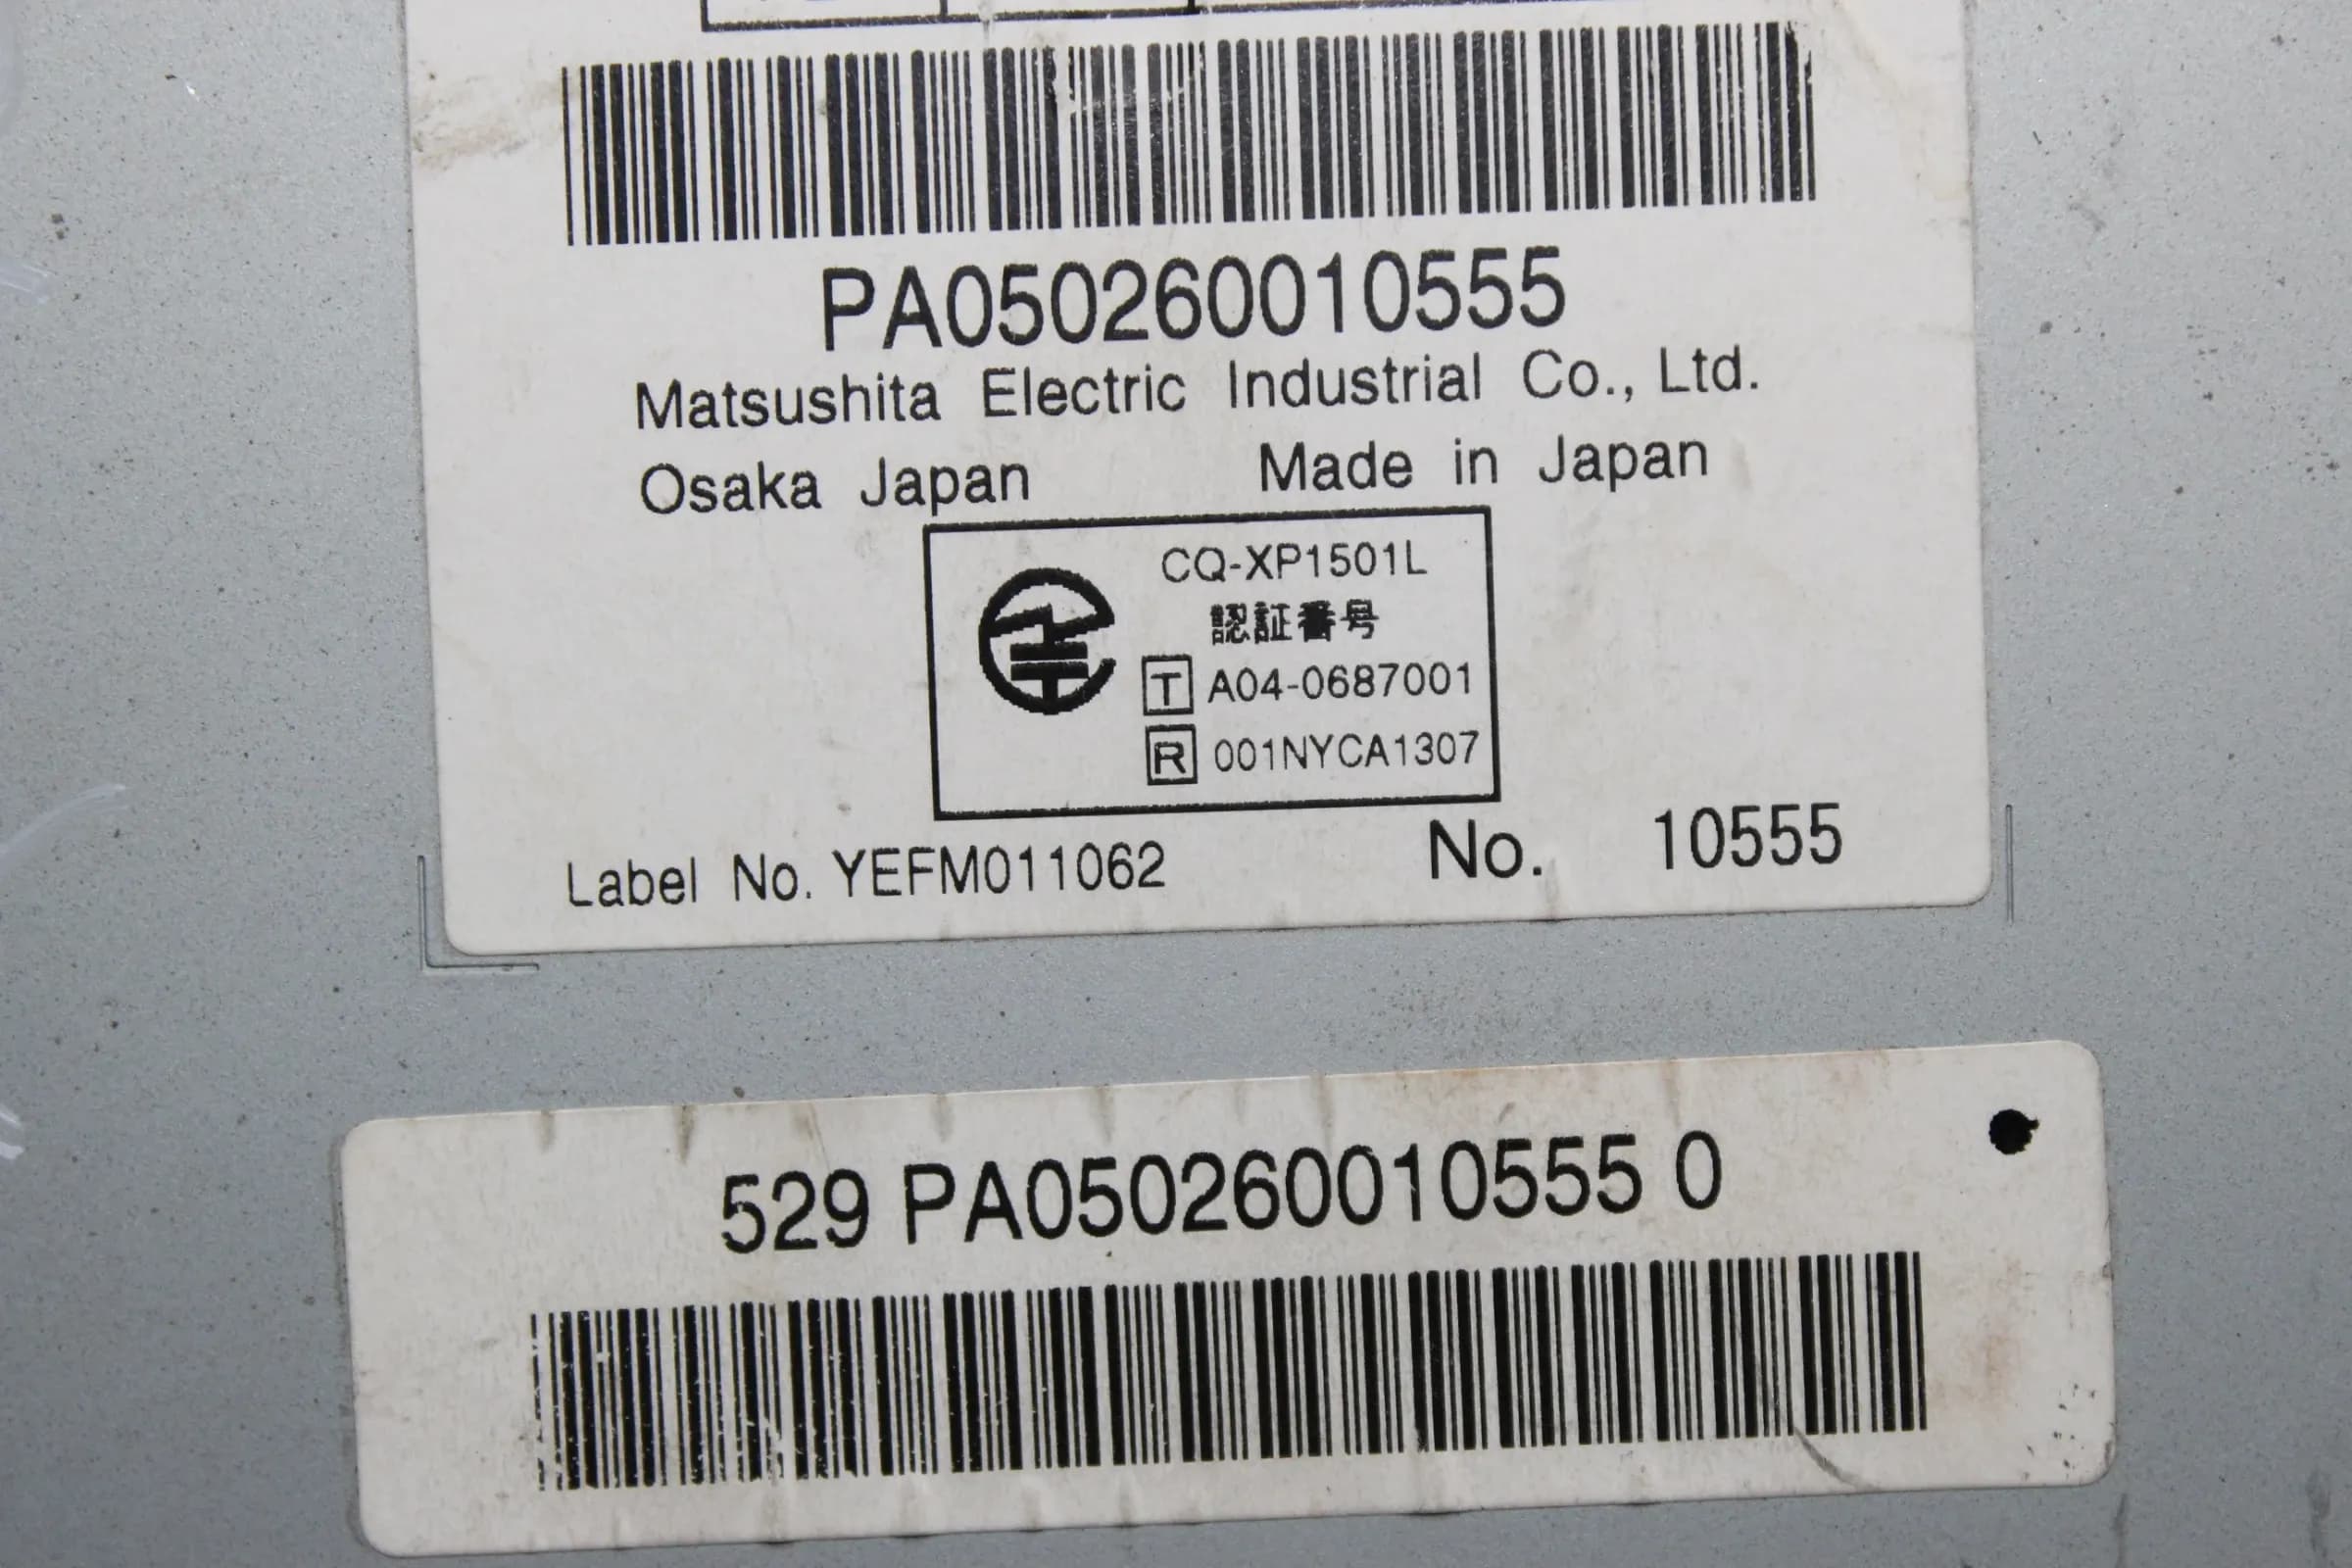 PA050260010555
Matsushita Electric Industrial Co., Ltd.
Osaka Japan Made in Japan
CQ-XP1501L
認証番号
T A04-0687001
R 001NYCA1307
Label No. YEFM011062 No. 10555
529 PA050260010555 0